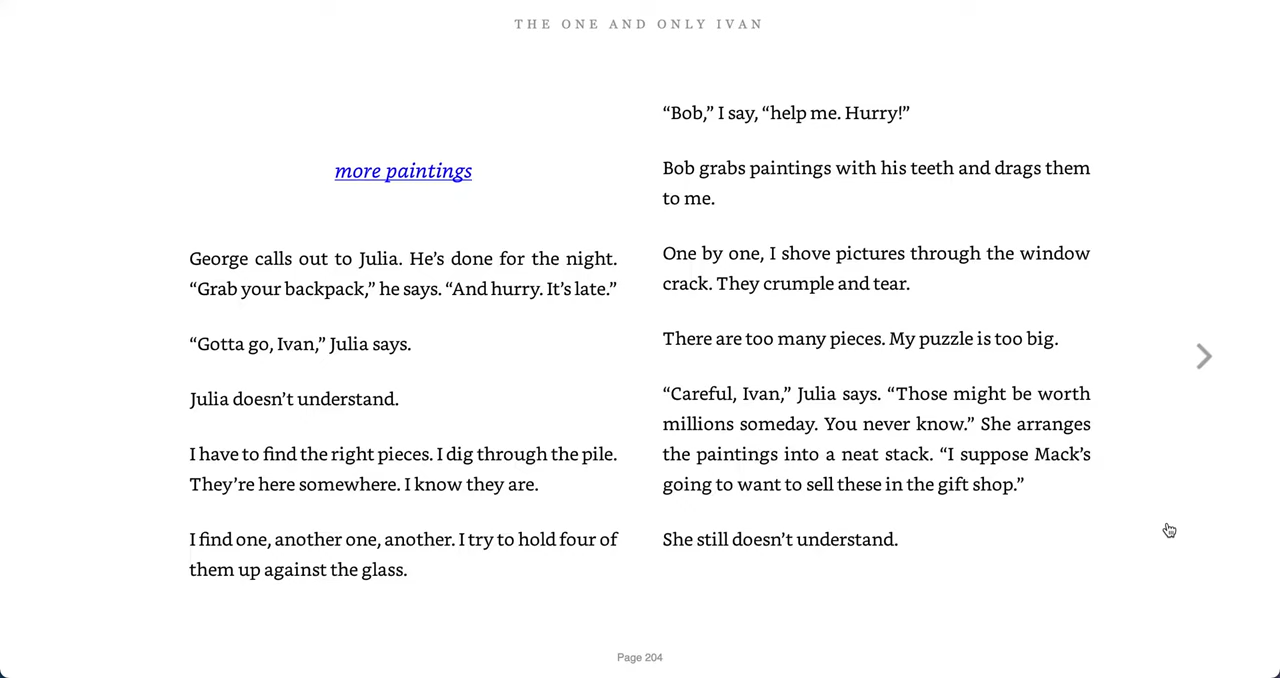 THE ONE AND ONLY IVAN
more paintings
George calls out to Julia. He’s done for the night.
“Grab your backpack,” he says. “And hurry. It’s late.”
“Gotta go, Ivan,” Julia says.
Julia doesn’t understand.
I have to find the right pieces. I dig through the pile.
They’re here somewhere. I know they are.
I find one, another one, another. I try to hold four of
them up against the glass.
“Bob,” I say, “help me. Hurry!”
Bob grabs paintings with his teeth and drags them
to me.
One by one, I shove pictures through the window
crack. They crumple and tear.
There are too many pieces. My puzzle is too big.
“Careful, Ivan,” Julia says. “Those might be worth
millions someday. You never know.” She arranges
the paintings into a neat stack. “I suppose Mack’s
going to want to sell these in the gift shop.”
She still doesn’t understand.
Page 204